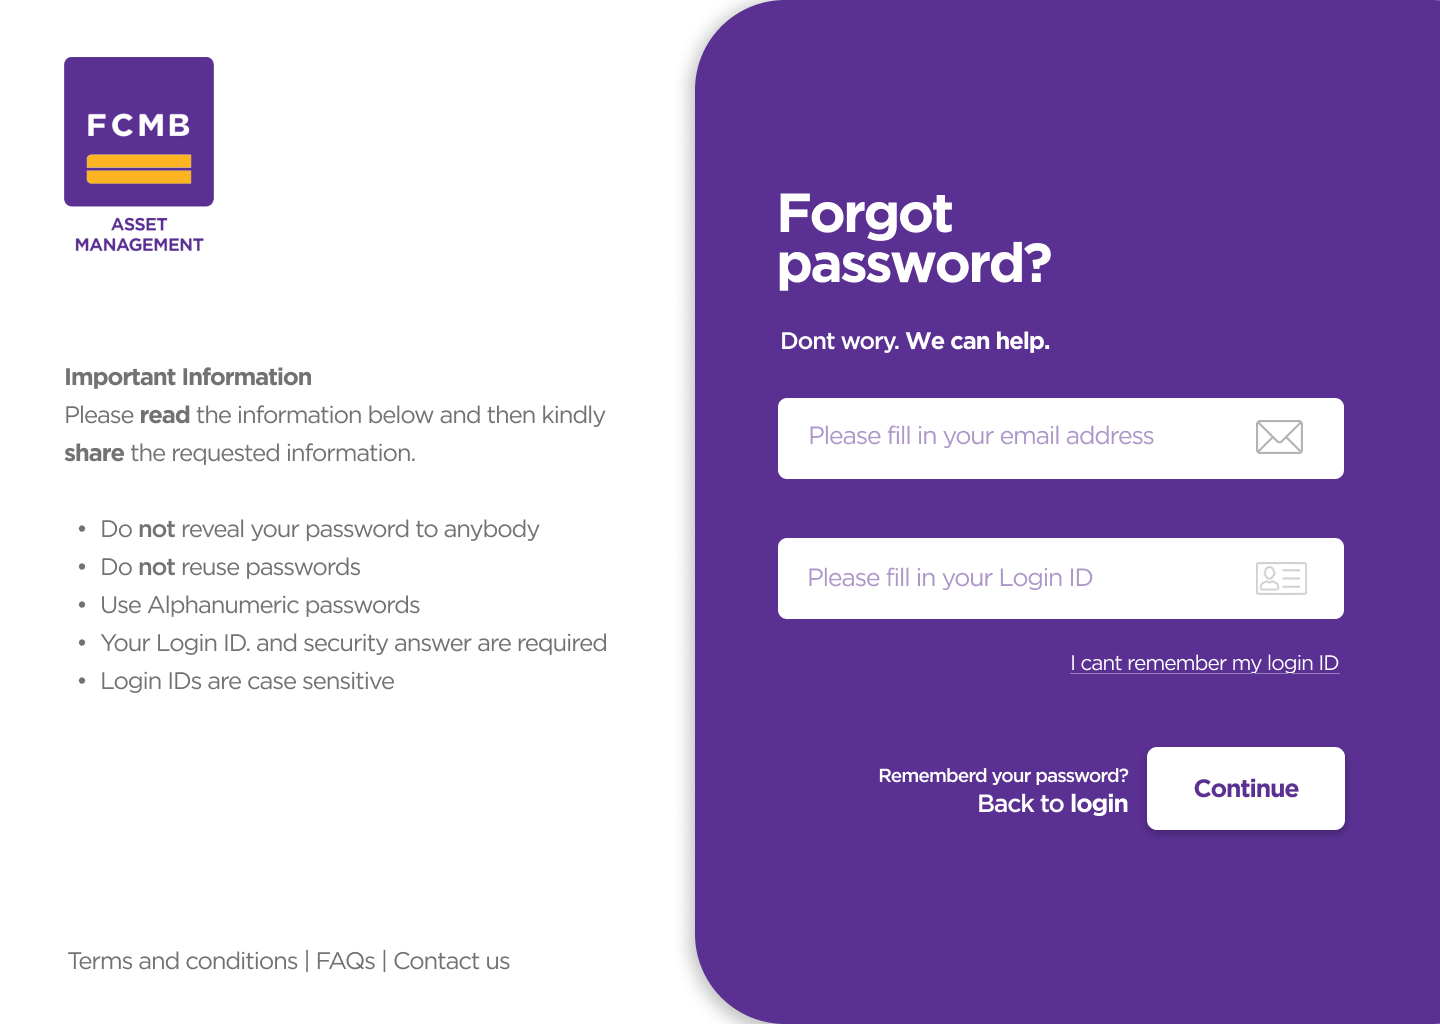 FCMB
ASSET
MANAGEMENT
Important Information
Please read the information below and then kindly
share the requested information.
• Do not reveal your password to anybody
• Do not reuse passwords
• Use Alphanumeric passwords
• Your Login ID. and security answer are required
• Login IDs are case sensitive
Terms and conditions | FAQs | Contact us
Forgot
password?
Dont wory. We can help.
Please fill in your email address
Please fill in your Login ID
I cant remember my login ID
Rememberd your password?
Back to login
Continue